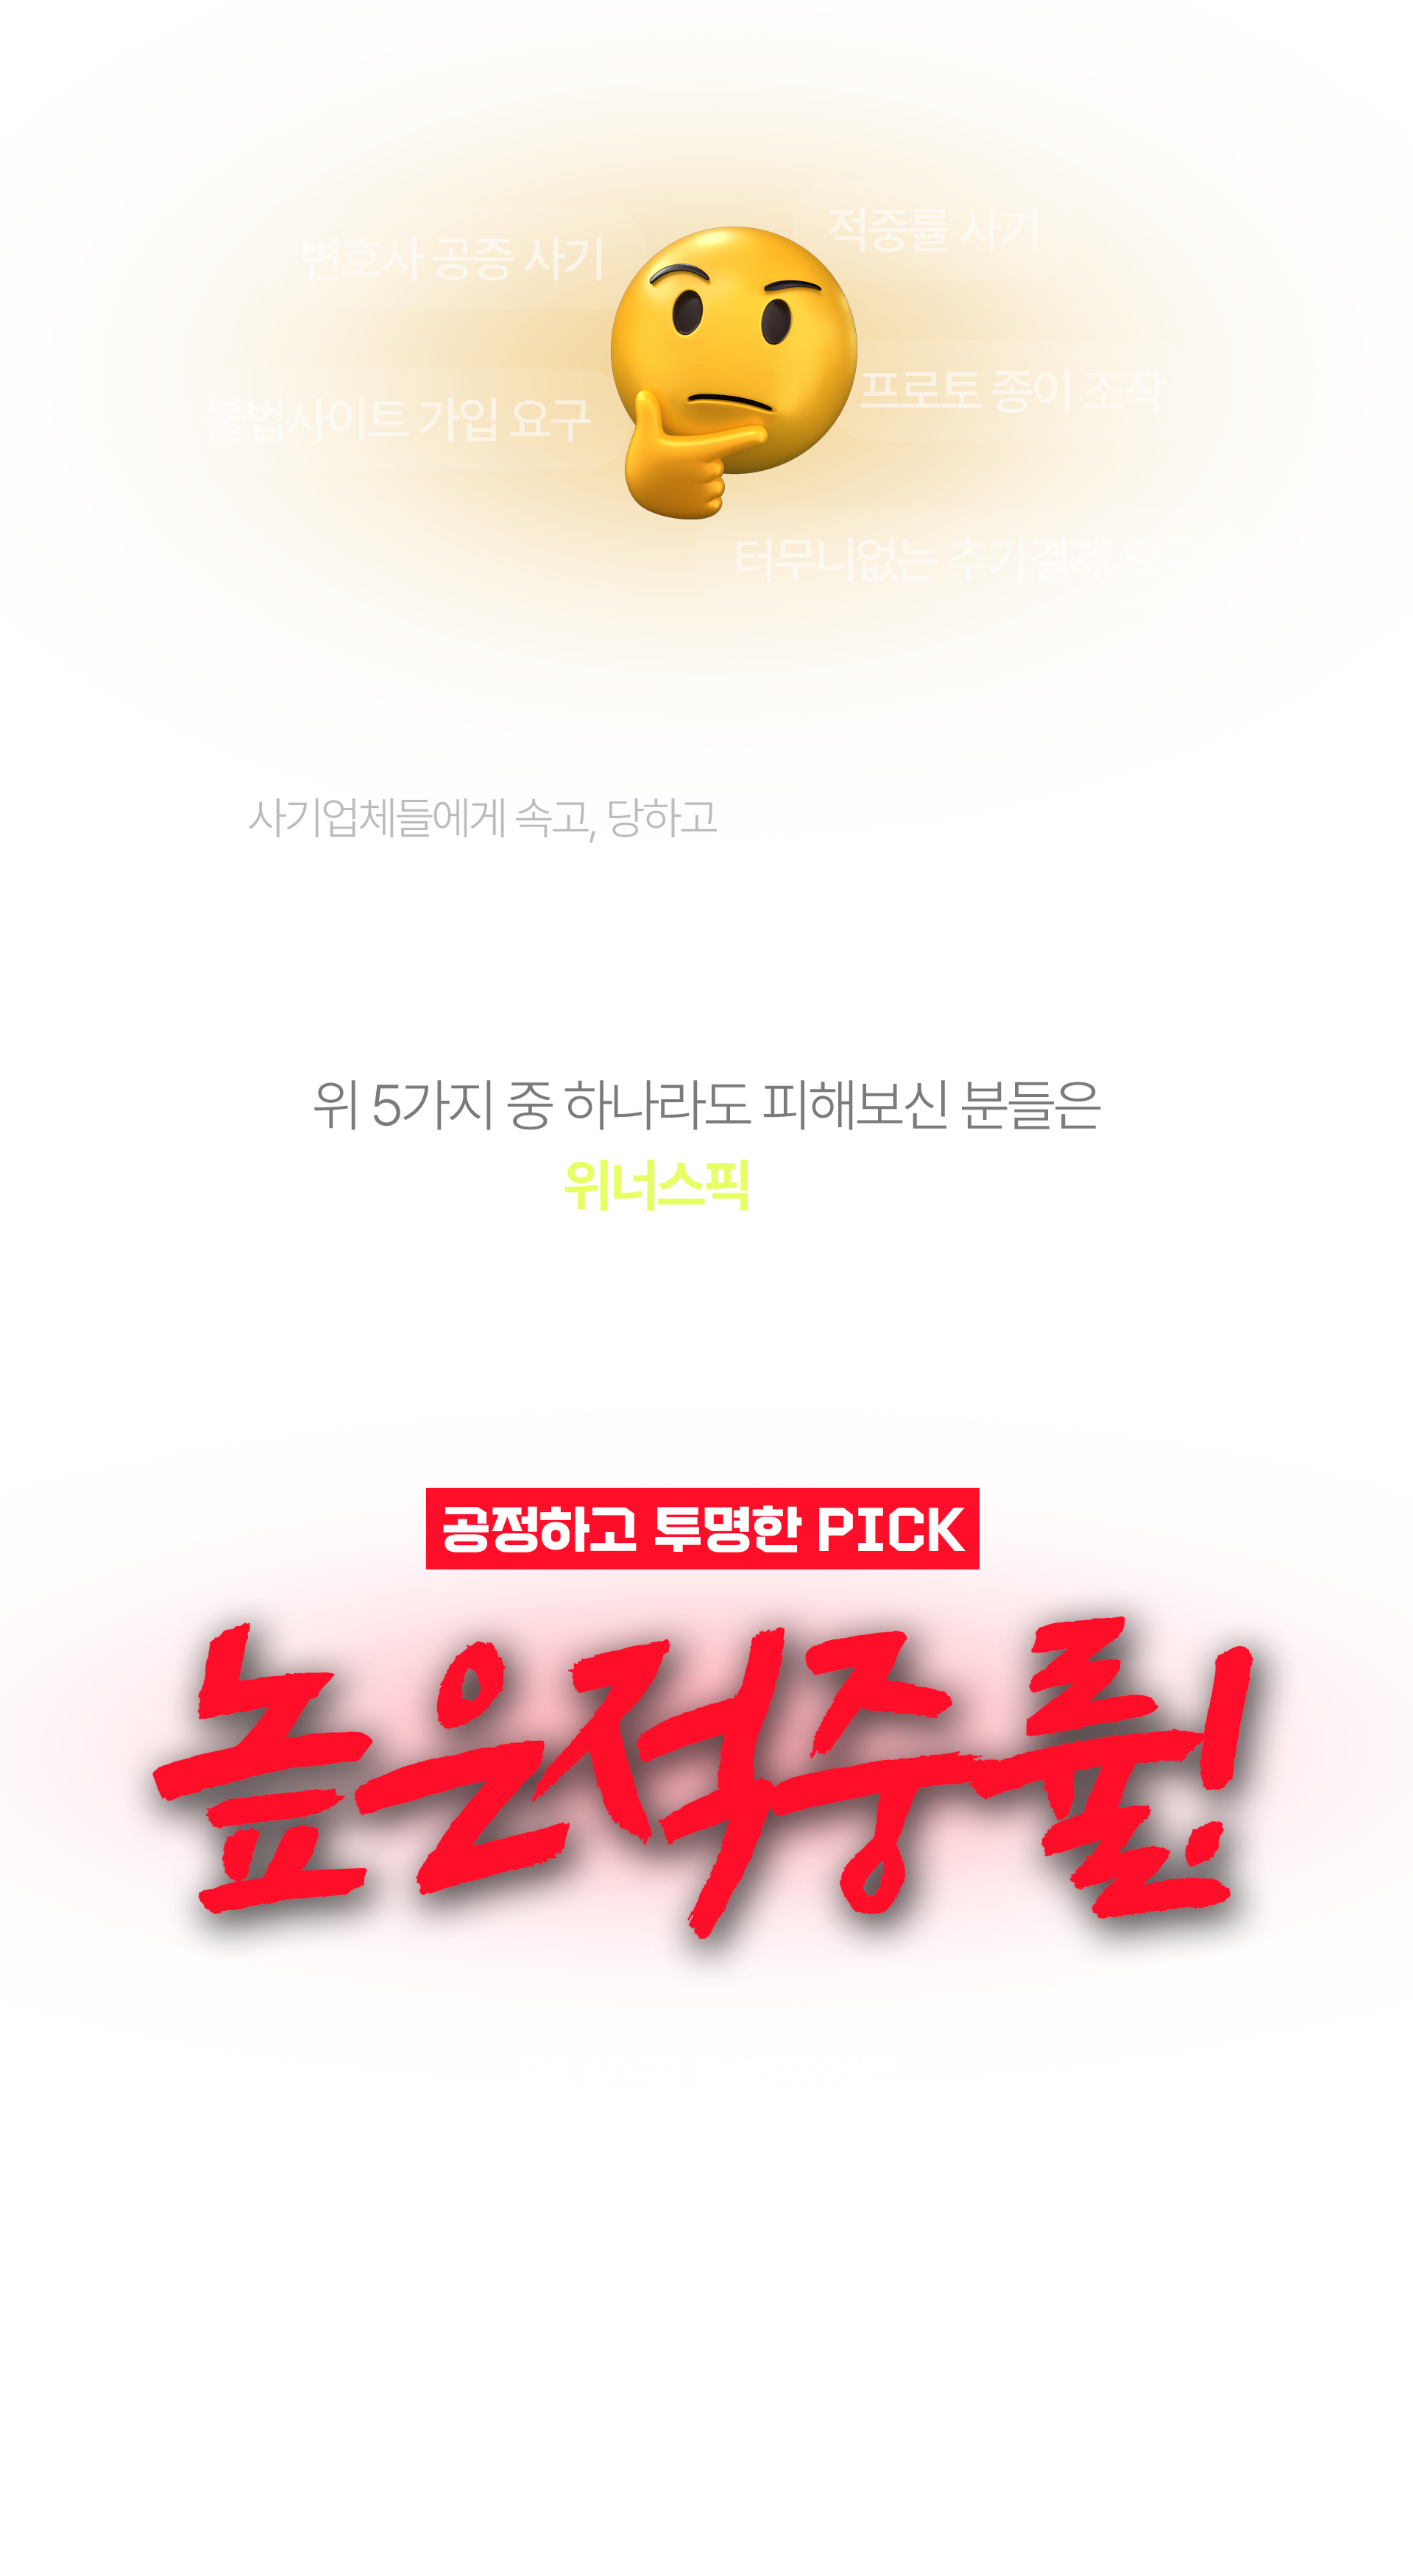 변호사 공증 사기
적중률 사기
불법사이트 가입 요구
프로토 종이 조작
터무니없는 추가결제 요구
사기업체들에게 속고, 당하고
위 5가지 중 하나라도 피해보신 분들은
위너스픽
공정하고 투명한 PICK
높은적중률!